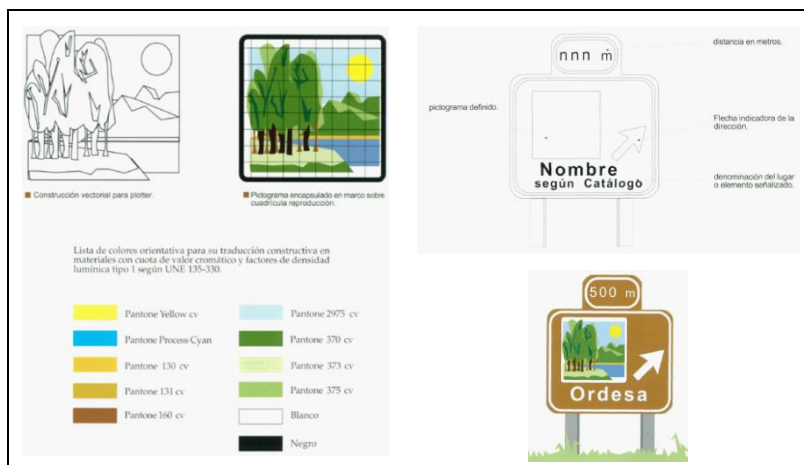 Construcción vectorial para plotter.
Pictograma encapsulado en marco sobre
cuadrícula reproducción.
Lista de colores orientativa para su traducción constructiva en
materiales con cuota de valor cromático y factores de densidad
lumínica tipo 1 según UNE 135-330.
Pantone Yellow cv
Pantone Process Cyan
Pantone 130 cv
Pantone 131 cv
Pantone 160 cv
Pantone 2975 cv
Pantone 370 cv
Pantone 373 cv
Pantone 375 cv
Blanco
Negro
nnn m
distancia en metros.
pictograma definido.
Flecha indicadora de la
dirección.
Nombre
según Catálogo
denominación del lugar
o elemento señalizado.
500 m
Ordesa